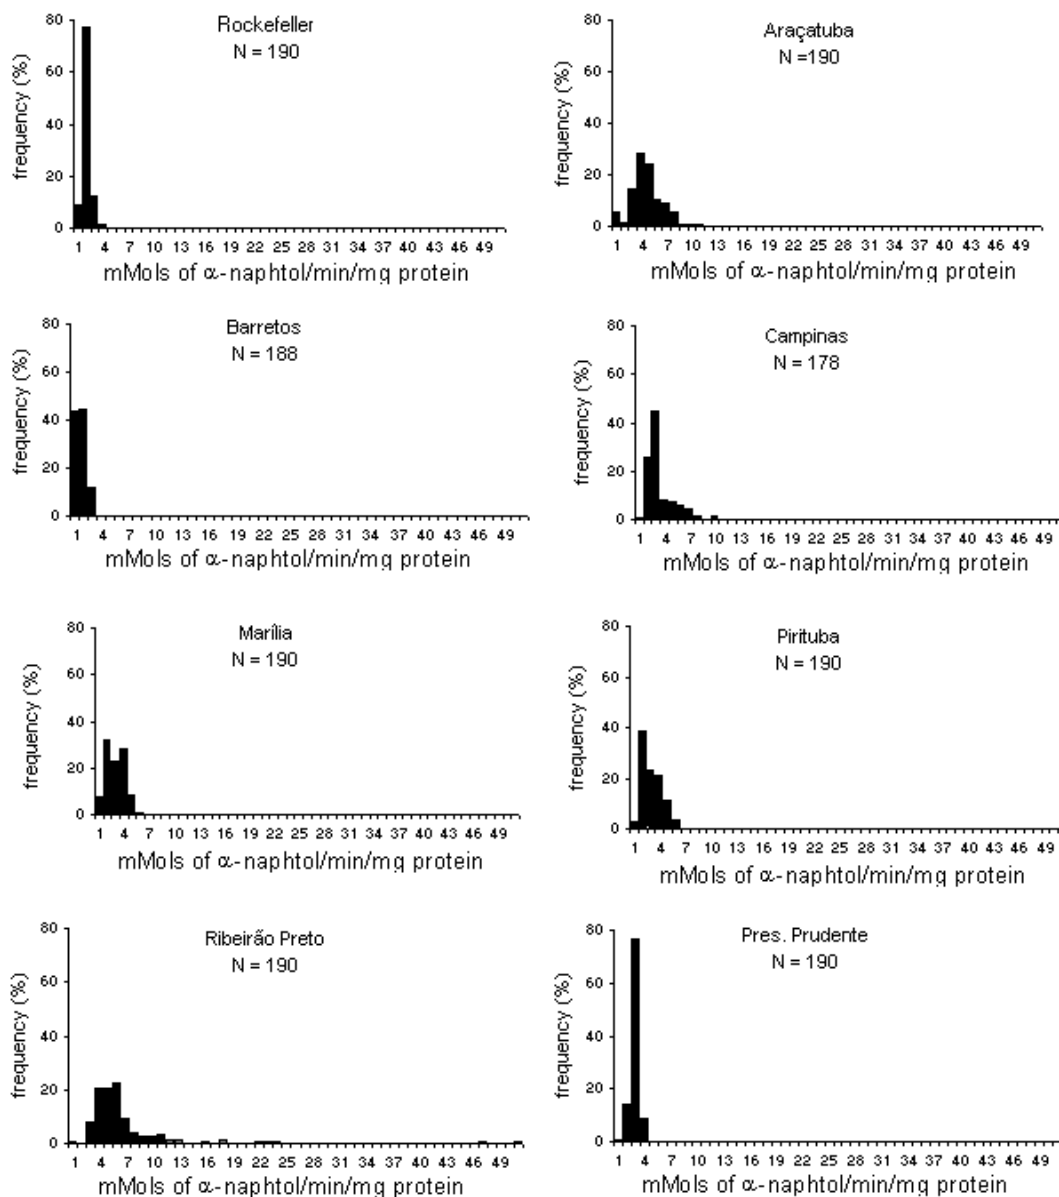 Rockefeller
N = 190
frequency (%)
80
60
40
20
0
1 4 7 10 13 16 19 22 25 28 31 34 37 40 43 46 49
mMols of α-naphtol/min/mg protein
Araçatuba
N =190
frequency (%)
80
60
40
20
0
1 4 7 10 13 16 19 22 25 28 31 34 37 40 43 46 49
mMols of α-naphtol/min/mg protein
Barretos
N = 188
frequency (%)
80
60
40
20
0
1 4 7 10 13 16 19 22 25 28 31 34 37 40 43 46 49
mMols of α-naphtol/min/mg protein
Campinas
N = 178
frequency (%)
80
60
40
20
0
1 4 7 10 13 16 19 22 25 28 31 34 37 40 43 46 49
mMols of α-naphtol/min/mg protein
Marília
N = 190
frequency (%)
80
60
40
20
0
1 4 7 10 13 16 19 22 25 28 31 34 37 40 43 46 49
mMols of α-naphtol/min/mg protein
Pirituba
N = 190
frequency (%)
80
60
40
20
0
1 4 7 10 13 16 19 22 25 28 31 34 37 40 43 46 49
mMols of α-naphtol/min/mg protein
Ribeirão Preto
N = 190
frequency (%)
80
60
40
20
0
1 4 7 10 13 16 19 22 25 28 31 34 37 40 43 46 49
mMols of α-naphtol/min/mg protein
Pres. Prudente
N = 190
frequency (%)
80
60
40
20
0
1 4 7 10 13 16 19 22 25 28 31 34 37 40 43 46 49
mMols of α-naphtol/min/mg protein